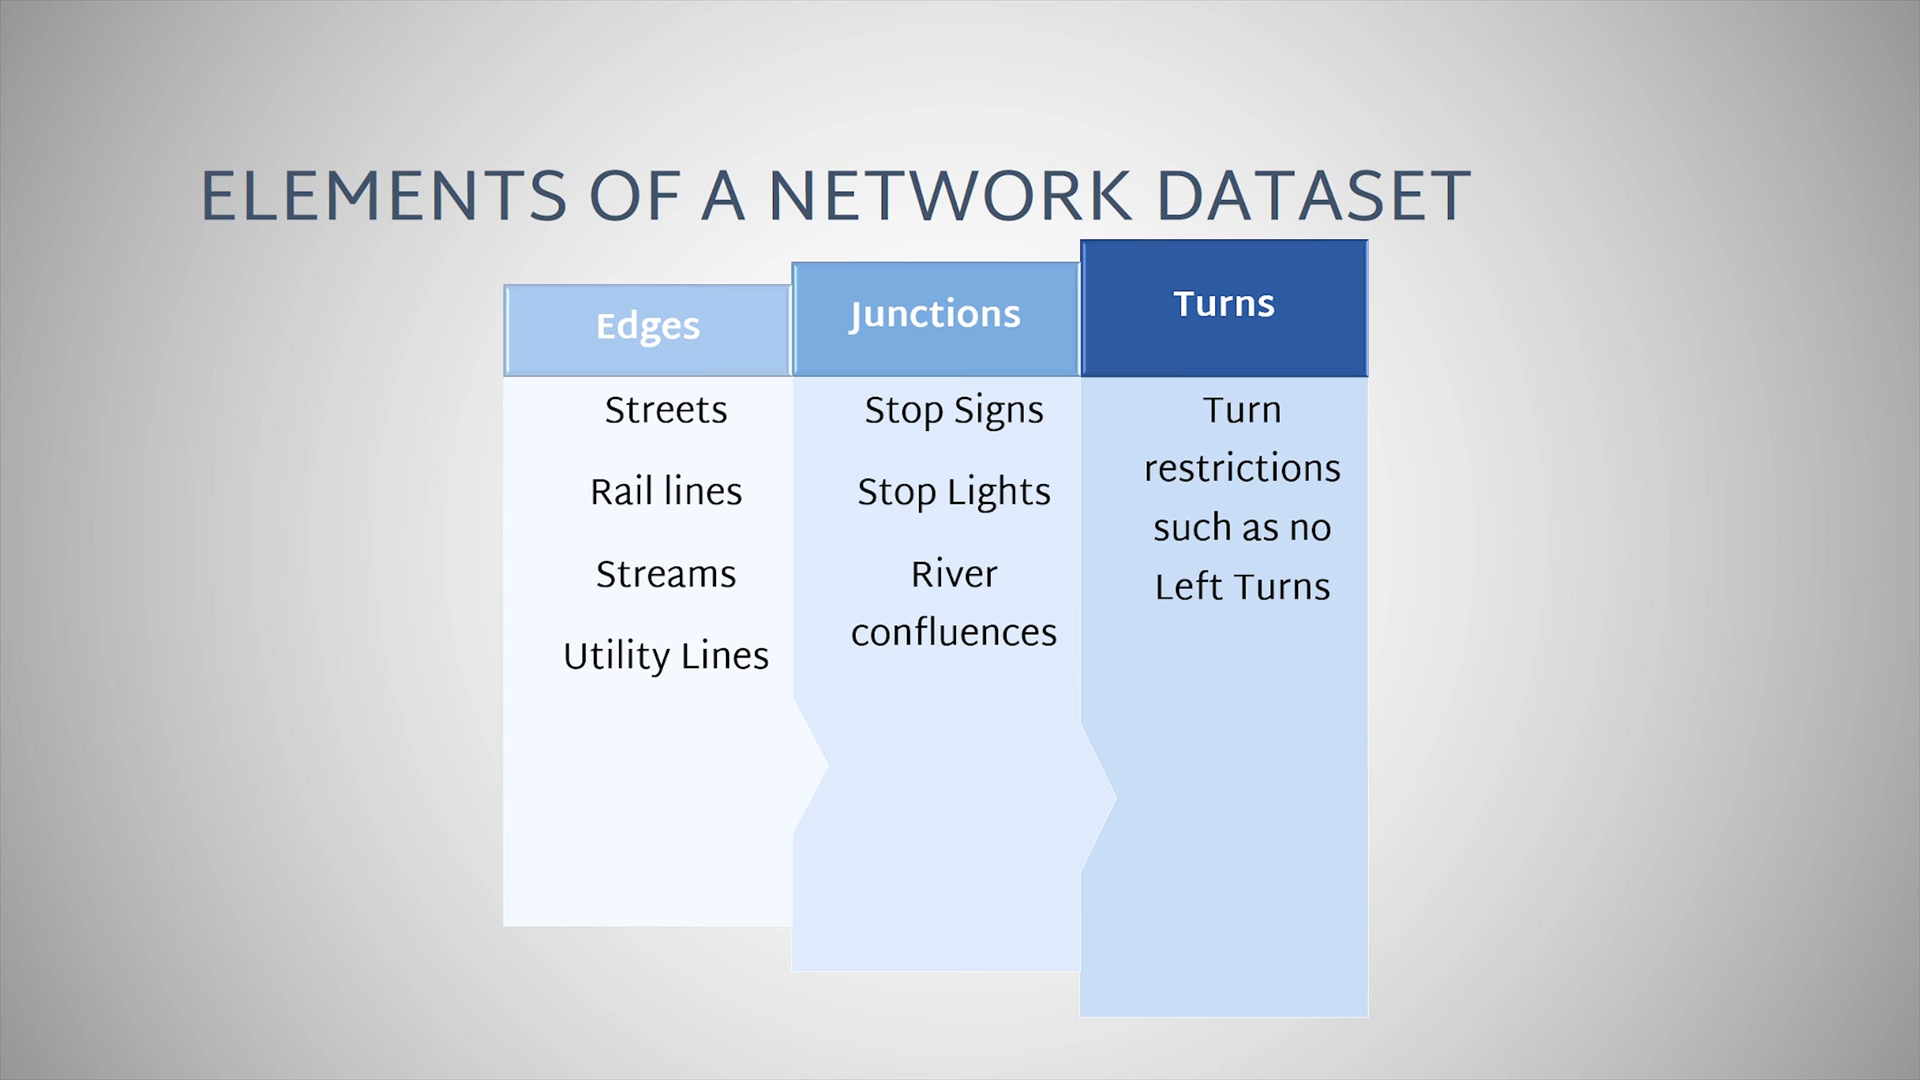 ELEMENTS OF A NETWORK DATASET
Edges
Streets
Rail lines
Streams
Utility Lines
Junctions
Stop Signs
Stop Lights
River
confluences
Turns
Turn
restrictions
such as no
Left Turns